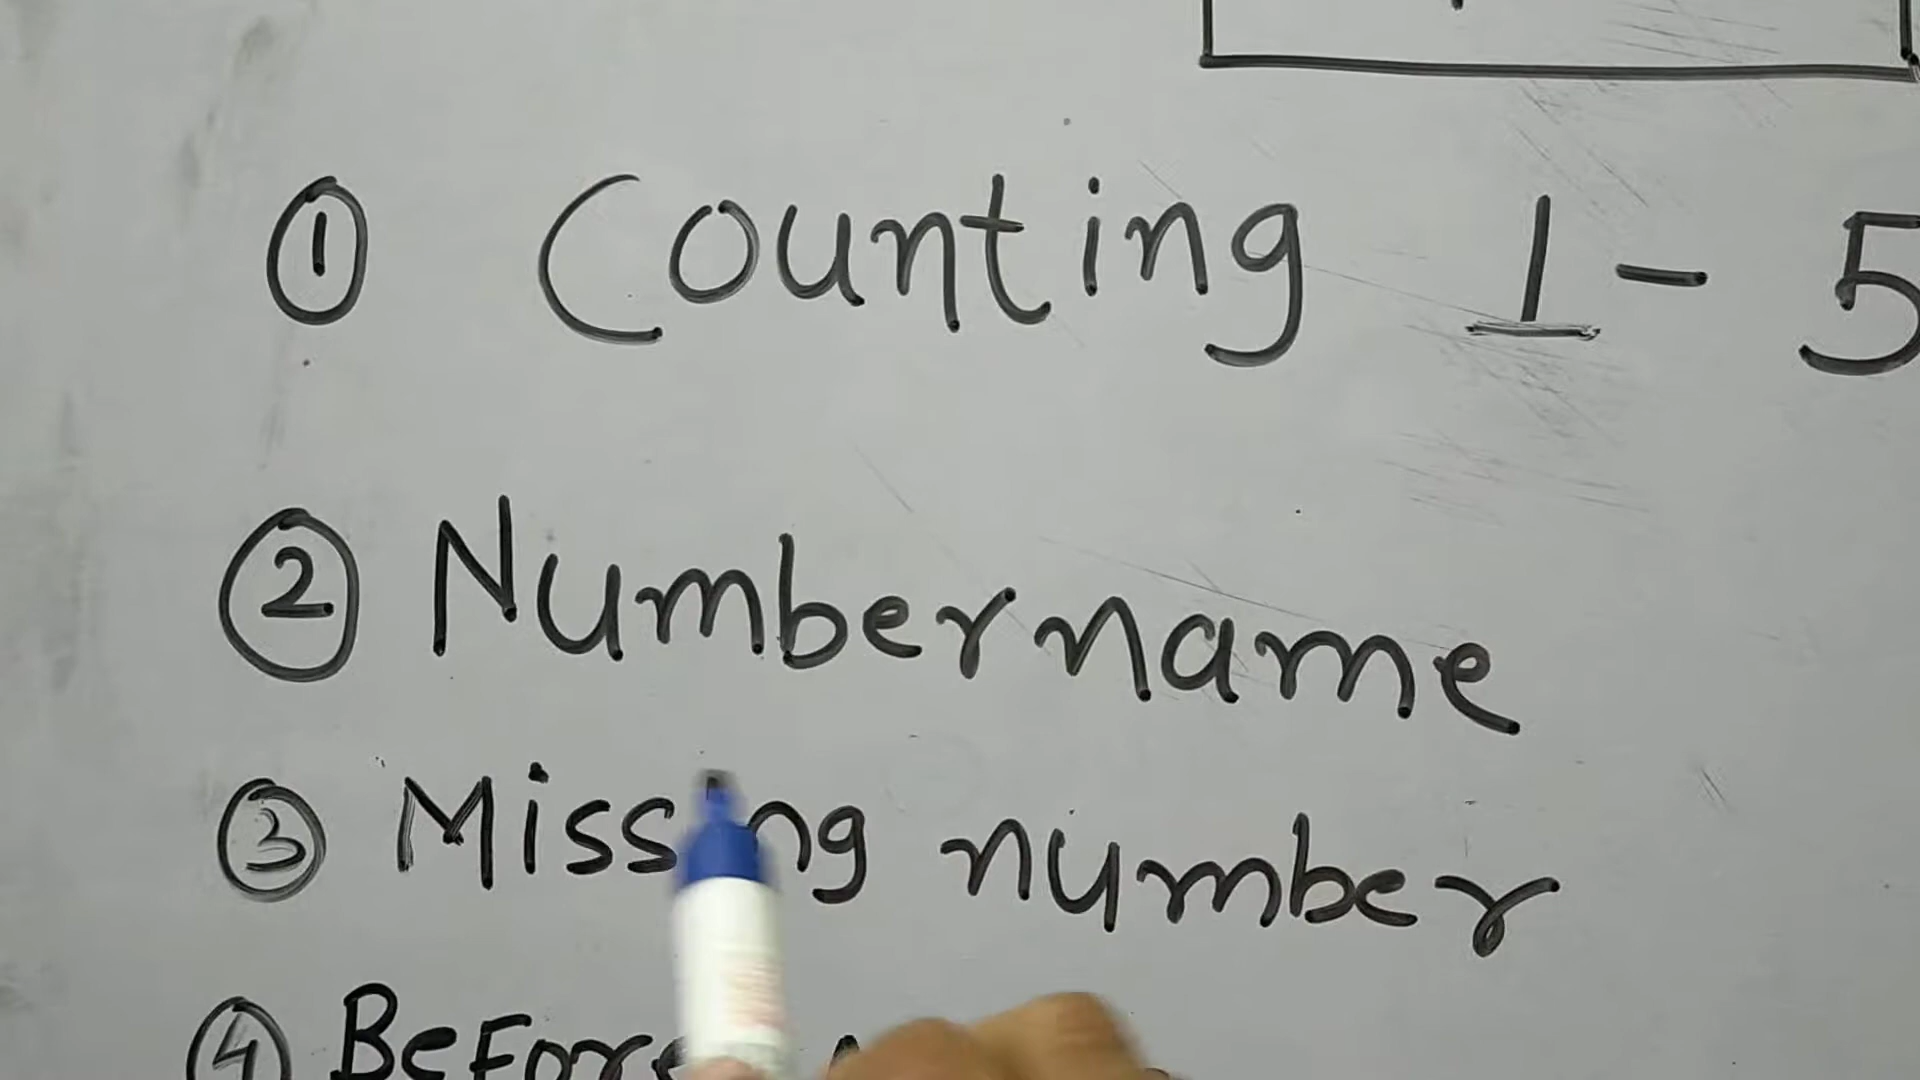 ① Counting 1 - 5
② Numbername
③ Missing number
④ Before